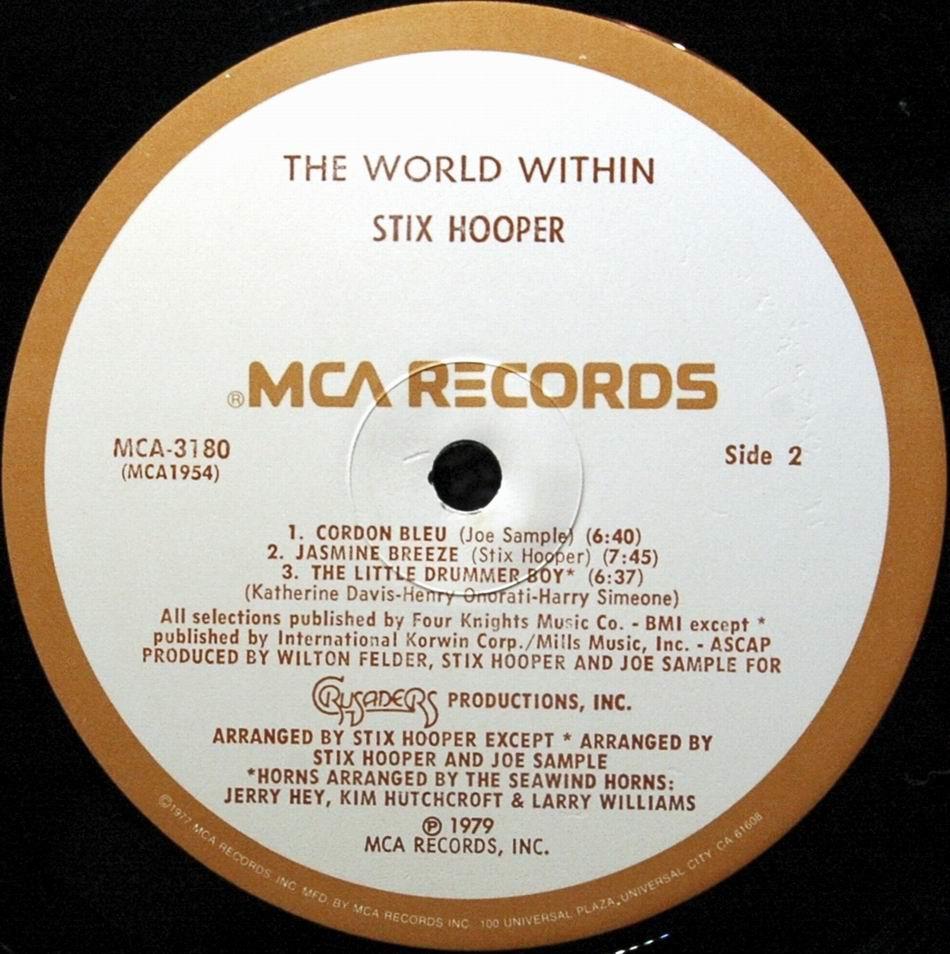 THE WORLD WITHIN
STIX HOOPER
®MCA RECORDS
MCA-3180
(MCA1954)
Side 2
1. CORDON BLEU (Joe Sample) (6:40)
2. JASMINE BREEZE (Stix Hooper) (7:45)
3. THE LITTLE DRUMMER BOY* (6:37)
(Katherine Davis-Henry Onorati-Harry Simeone)
All selections published by Four Knights Music Co. - BMI except *
published by International Korwin Corp./Mills Music, Inc. - ASCAP
PRODUCED BY WILTON FELDER, STIX HOOPER AND JOE SAMPLE FOR
CRUSADERS PRODUCTIONS, INC.
ARRANGED BY STIX HOOPER EXCEPT * ARRANGED BY
STIX HOOPER AND JOE SAMPLE
*HORNS ARRANGED BY THE SEAWIND HORNS:
JERRY HEY, KIM HUTCHCROFT & LARRY WILLIAMS
℗ 1979
MCA RECORDS, INC.
©1977 MCA RECORDS, INC. MFD. BY MCA RECORDS INC. 100 UNIVERSAL PLAZA, UNIVERSAL CITY CA 61608